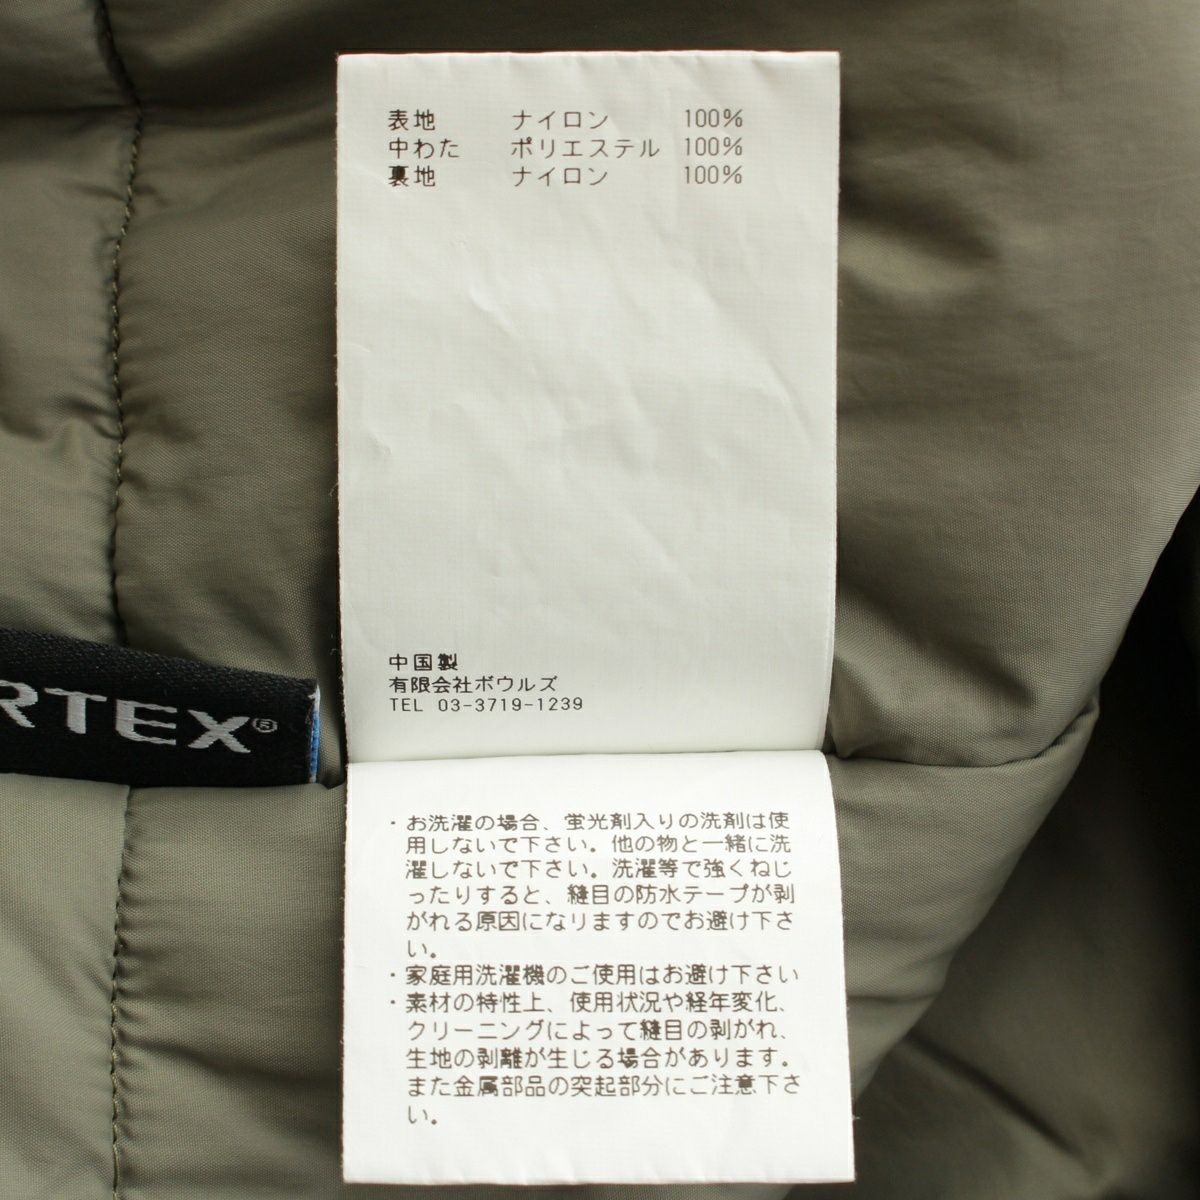 表地 ナイロン 100%
中わた ポリエステル 100%
裏地 ナイロン 100%
中国製
有限会社ボウルズ
TEL 03-3719-1239
RTEX®
・お洗濯の場合、蛍光剤入りの洗剤は使
用しないで下さい。他の物と一緒に洗
濯しないで下さい。洗濯等で強くねじ
ったりすると、縫目の防水テープが剥
がれる原因になりますのでお避け下さ
い。
・家庭用洗濯機のご使用はお避け下さい
・素材の特性上、使用状況や経年変化、
クリーニングによって縫目の剥がれ、
生地の剥離が生じる場合があります。
また金属部品の突起部分にご注意下さ
い。